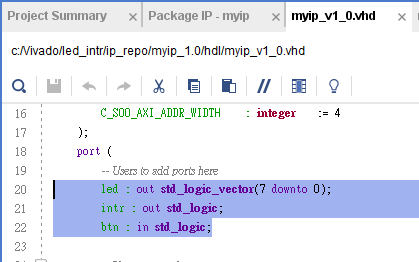 Project Summary
Package IP - myip
myip_v1_0.vhd
c:/Vivado/led_intr/ip_repo/myip_1.0/hdl/myip_v1_0.vhd
16 C_S00_AXI_ADDR_WIDTH : integer := 4
17 );
18 port (
19 -- Users to add ports here
20 led : out std_logic_vector(7 downto 0);
21 intr : out std_logic;
22 btn : in std_logic;
23